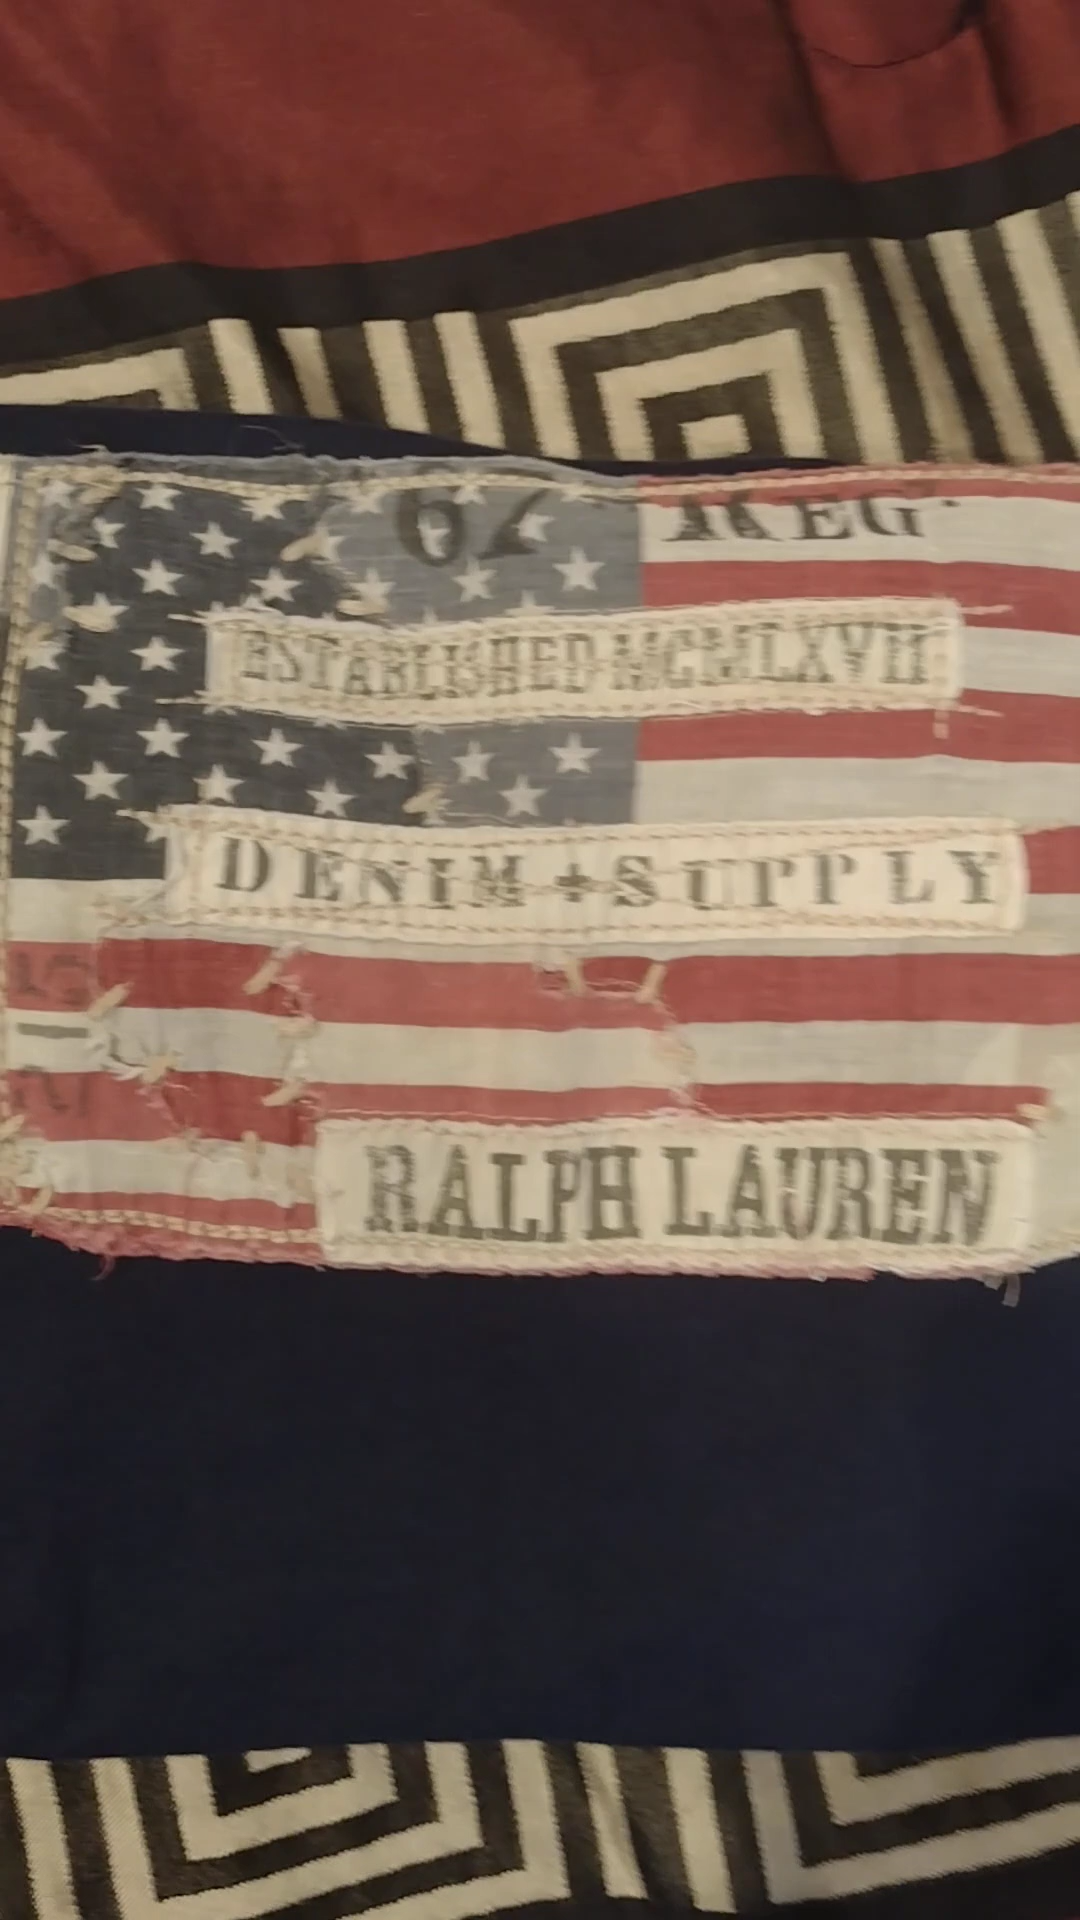 67 REG.
ESTABLISHED MCMLXVII
DENIM + SUPPLY
RALPH LAUREN